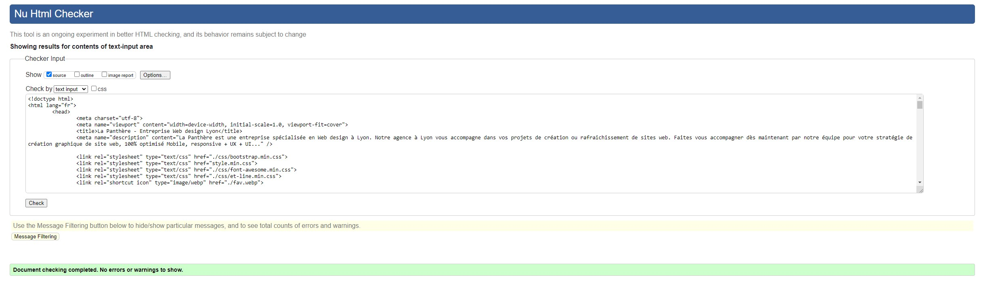 Nu Html Checker
This tool is an ongoing experiment in better HTML checking, and its behavior remains subject to change
Showing results for contents of text-input area
Checker Input
Show source outline image report Options...
Check by text input css
<!doctype html>
<html lang="fr">
<head>
<meta charset="utf-8">
<meta name="viewport" content="width=device-width, initial-scale=1.0, viewport-fit=cover">
<title>La Panthère - Entreprise Web design Lyon</title>
<meta name="description" content="La Panthère est une entreprise spécialisée en Web design à Lyon. Notre agence à Lyon vous accompagne dans vos projets de création ou rafraichissement de sites web. Faites vous accompagner dès maintenant par notre équipe pour votre stratégie de
création graphique de site web, 100% optimisé Mobile, responsive + UX + UI..." />
<link rel="stylesheet" type="text/css" href="./css/bootstrap.min.css">
<link rel="stylesheet" type="text/css" href="style.min.css">
<link rel="stylesheet" type="text/css" href="./css/font-awesome.min.css">
<link rel="stylesheet" type="text/css" href="./css/et-line.min.css">
<link rel="shortcut icon" type="image/webp" href="./fav.webp">
Check
Use the Message Filtering button below to hide/show particular messages, and to see total counts of errors and warnings.
Message Filtering
Document checking completed. No errors or warnings to show.